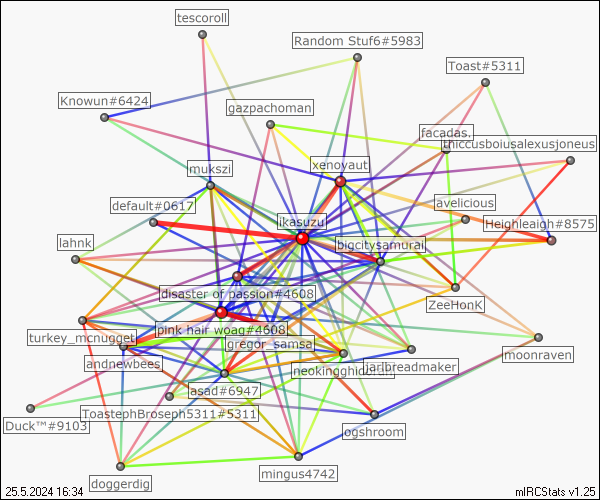 tescoroll
Random Stuf6#5983
Toast#5311
Knowun#6424
gazpachoman
facadas.
thiccusboiusalexusjoneus
mukszi
xenoyaut
default#0617
avelicious
ikasuzu
Heighleaigh#8575
lahnk
bigcitysamurai
disaster of passion#4608
ZeeHonK
turkey_mcnugget
pink hair woag#4608
gregor_samsa
moonraven
andnewbees
neokingghidorah
jarlbreadmaker
asad#6947
Duck™#9103
ToastephBroseph5311#5311
ogshroom
doggerdig
mingus4742
25.5.2024 16:34
mIRCStats v1.25